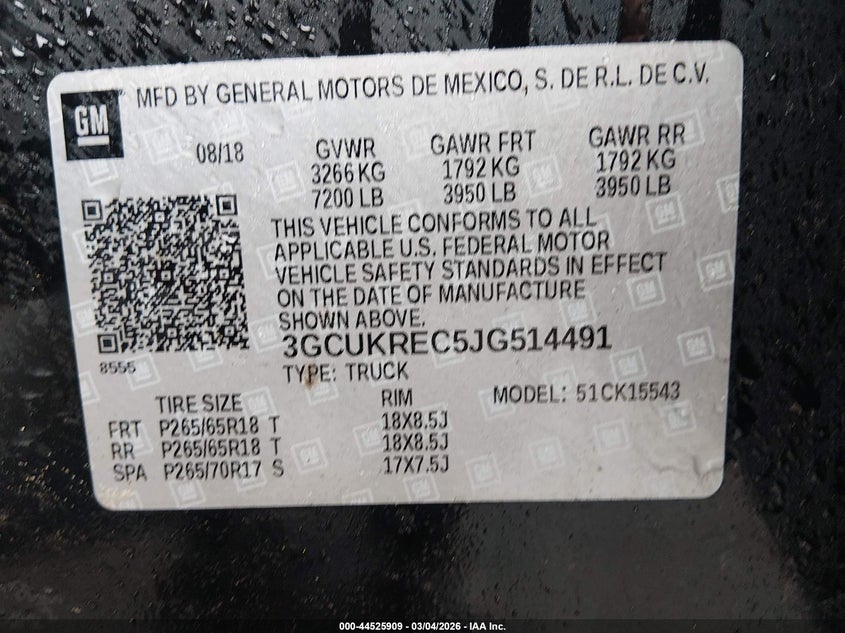 GM
MFD BY GENERAL MOTORS DE MEXICO, S. DE R.L. DE C.V.
08/18
GVWR GAWR FRT GAWR RR
3266 KG 1792 KG 1792 KG
7200 LB 3950 LB 3950 LB
THIS VEHICLE CONFORMS TO ALL
APPLICABLE U.S. FEDERAL MOTOR
VEHICLE SAFETY STANDARDS IN EFFECT
ON THE DATE OF MANUFACTURE
SHOWN ABOVE.
8555
3GCUKREC5JG514491
TYPE: TRUCK
TIRE SIZE RIM MODEL: 51CK15543
FRT P265/65R18 T 18X8.5J
RR P265/65R18 T 18X8.5J
SPA P265/70R17 S 17X7.5J
000-44525909 - 03/04/2026 - IAA Inc.